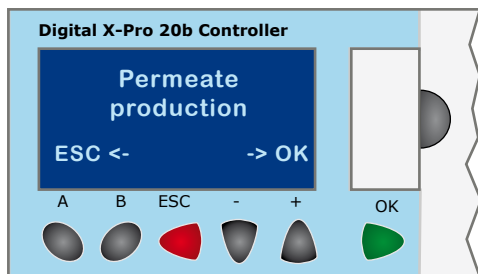 Digital X-Pro 20b Controller
Permeate
production
ESC <- -> OK
A B ESC - + OK